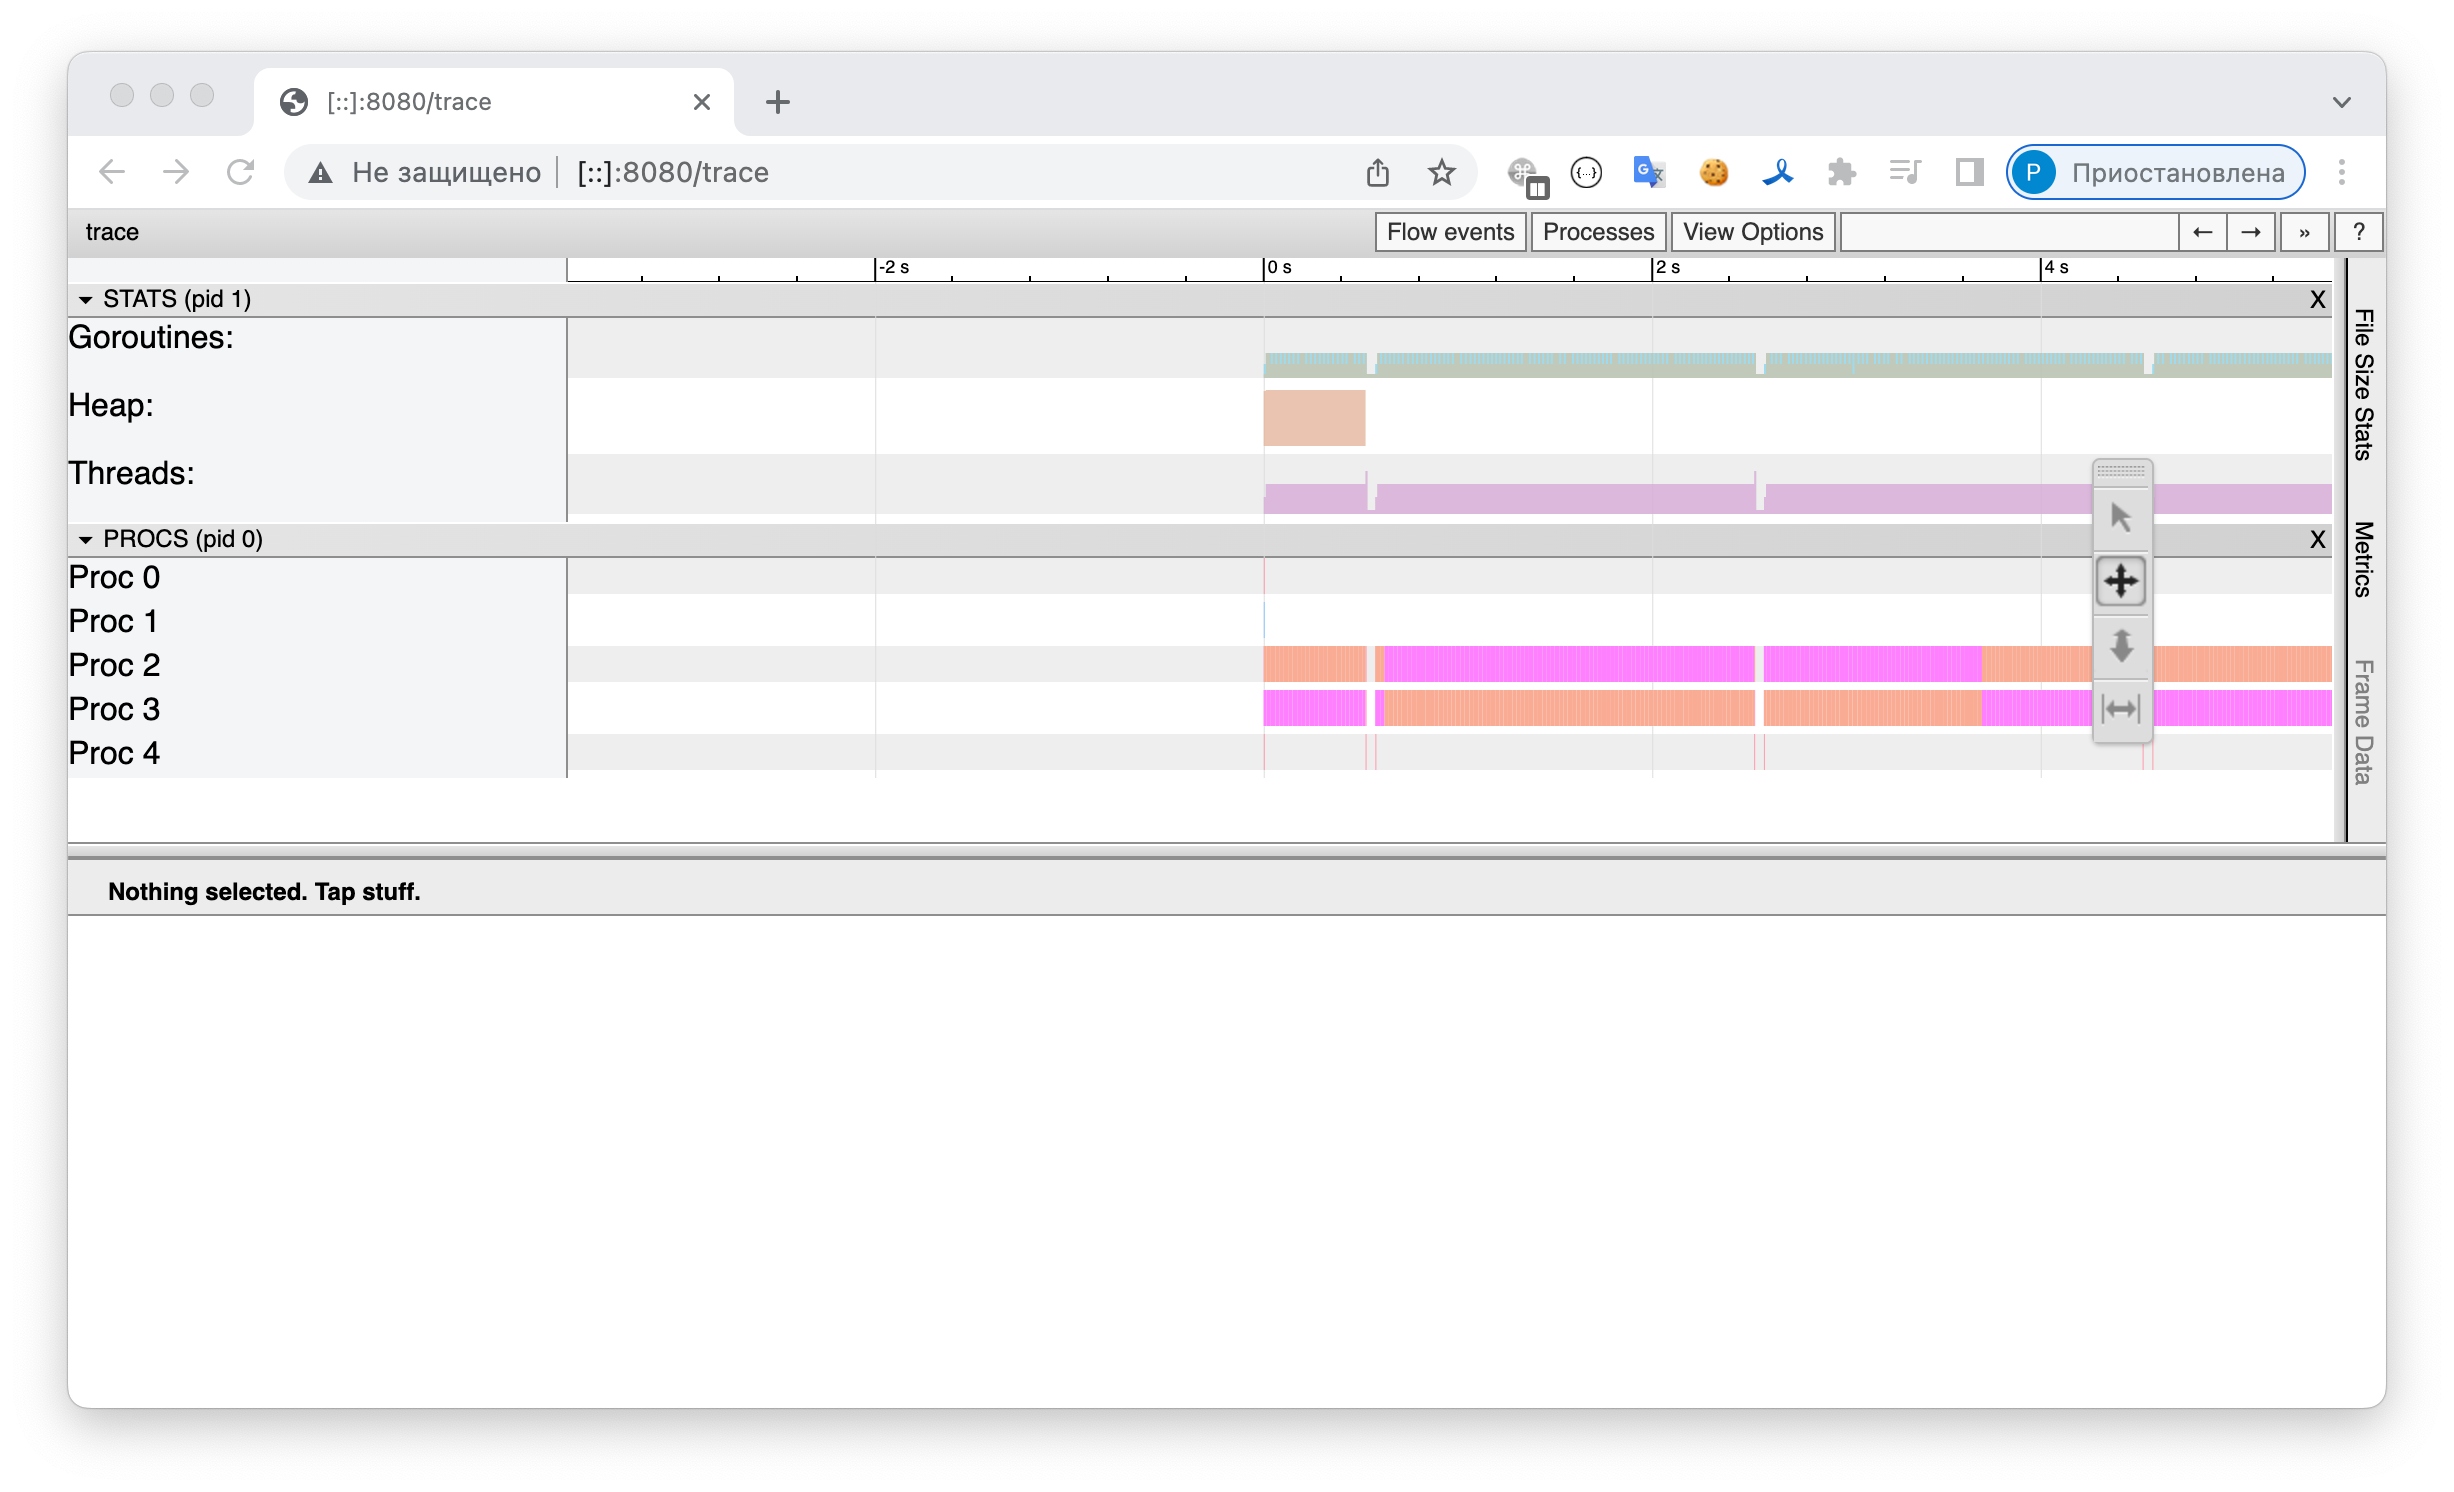 [::]:8080/trace
Не защищено [::]:8080/trace
P Приостановлена
trace Flow events Processes View Options ← → » ?
-2 s 0 s 2 s 4 s
STATS (pid 1) X
Goroutines:
Heap:
Threads:
PROCS (pid 0) X
Proc 0
Proc 1
Proc 2
Proc 3
Proc 4
File Size Stats
Metrics
Frame Data
Nothing selected. Tap stuff.